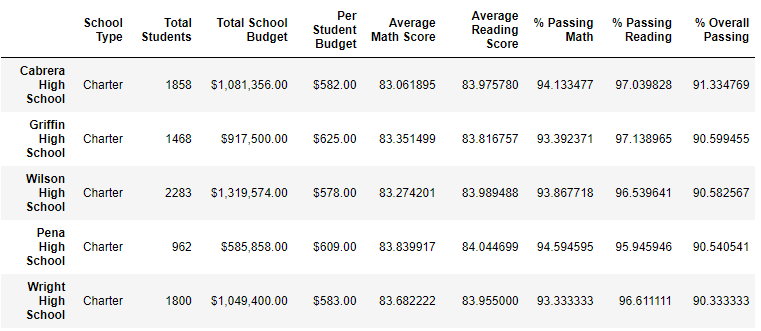 School Type Total Students Total School Budget Per Student Budget Average Math Score Average Reading Score % Passing Math % Passing Reading % Overall Passing
Cabrera High School Charter 1858 $1,081,356.00 $582.00 83.061895 83.975780 94.133477 97.039828 91.334769
Griffin High School Charter 1468 $917,500.00 $625.00 83.351499 83.816757 93.392371 97.138965 90.599455
Wilson High School Charter 2283 $1,319,574.00 $578.00 83.274201 83.989488 93.867718 96.539641 90.582567
Pena High School Charter 962 $585,858.00 $609.00 83.839917 84.044699 94.594595 95.945946 90.540541
Wright High School Charter 1800 $1,049,400.00 $583.00 83.682222 83.955000 93.333333 96.611111 90.333333